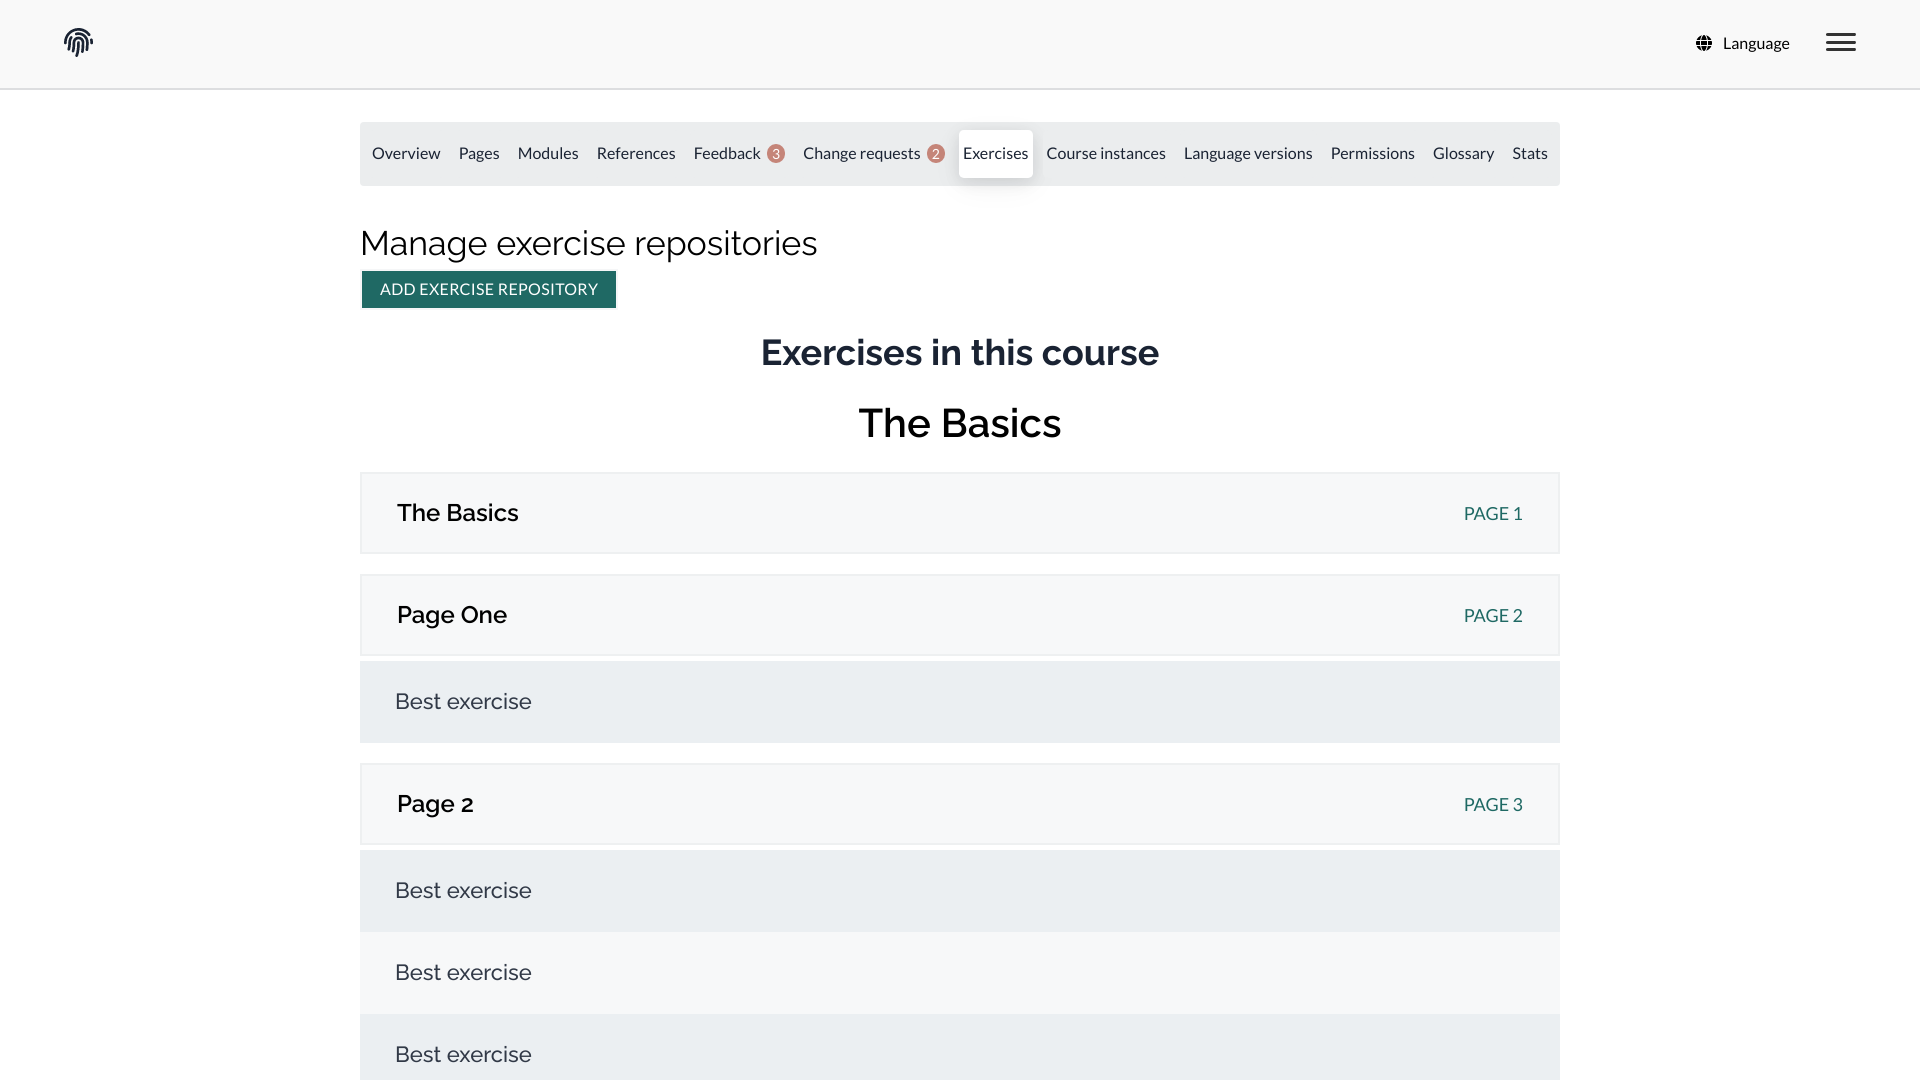 Language
Overview Pages Modules References Feedback 3 Change requests 2 Exercises Course instances Language versions Permissions Glossary Stats
Manage exercise repositories
ADD EXERCISE REPOSITORY
Exercises in this course
The Basics
The Basics PAGE 1
Page One PAGE 2
Best exercise
Page 2 PAGE 3
Best exercise
Best exercise
Best exercise